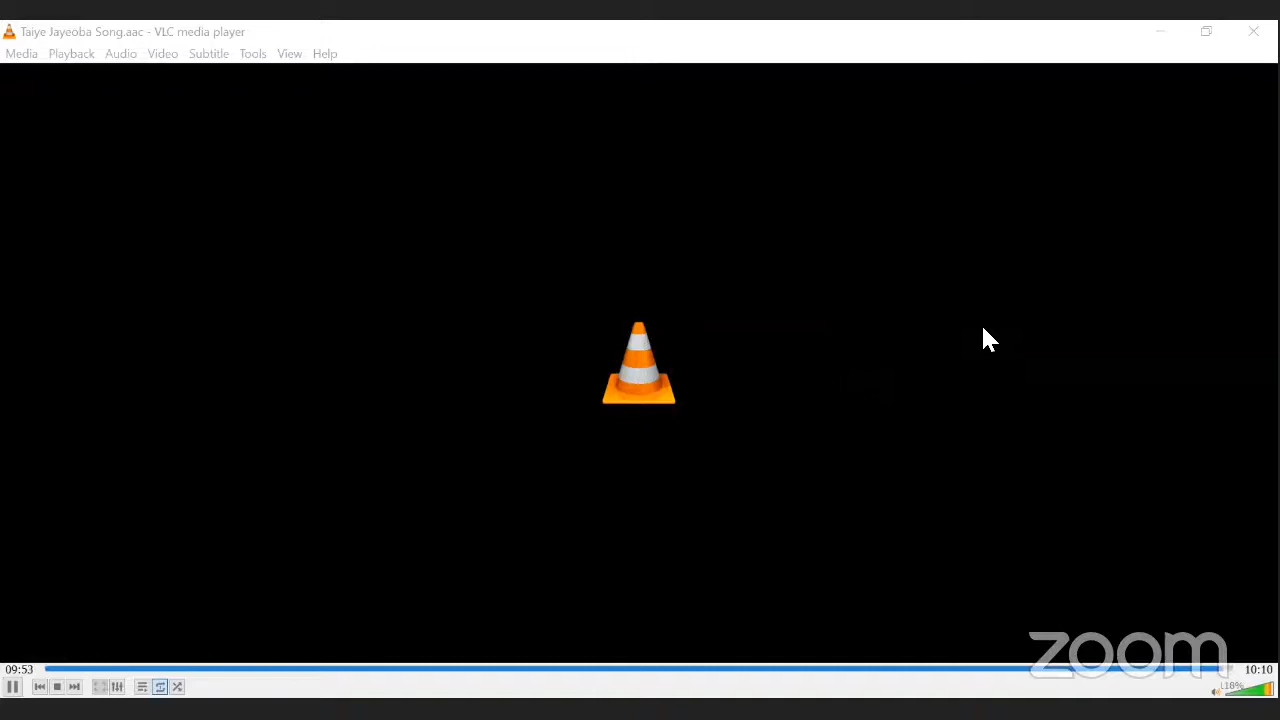 Taiye Jayeoba Song.aac - VLC media player
Media Playback Audio Video Subtitle Tools View Help
zoom
09:53
10:10
18%